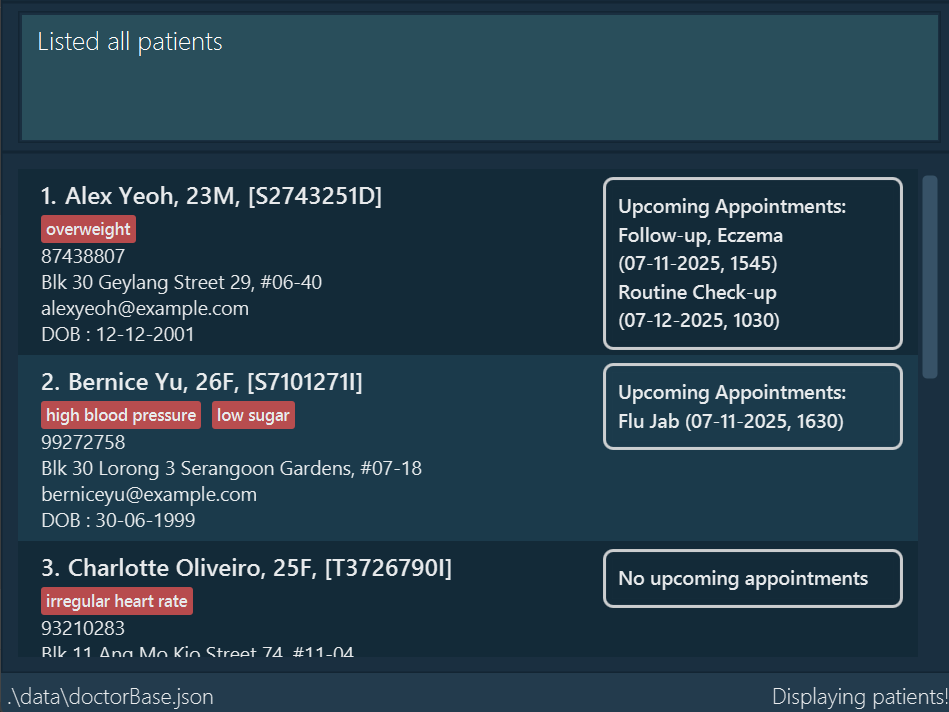 Listed all patients
1. Alex Yeoh, 23M, [S2743251D]
overweight
87438807
Blk 30 Geylang Street 29, #06-40
alexyeoh@example.com
DOB : 12-12-2001
Upcoming Appointments:
Follow-up, Eczema
(07-11-2025, 1545)
Routine Check-up
(07-12-2025, 1030)
2. Bernice Yu, 26F, [S7101271I]
high blood pressure low sugar
99272758
Blk 30 Lorong 3 Serangoon Gardens, #07-18
berniceyu@example.com
DOB : 30-06-1999
Upcoming Appointments:
Flu Jab (07-11-2025, 1630)
3. Charlotte Oliveiro, 25F, [T3726790I]
irregular heart rate
93210283
Blk 11 Ang Mo Kio Street 74, #11-04
No upcoming appointments
.\data\doctorBase.json
Displaying patients!